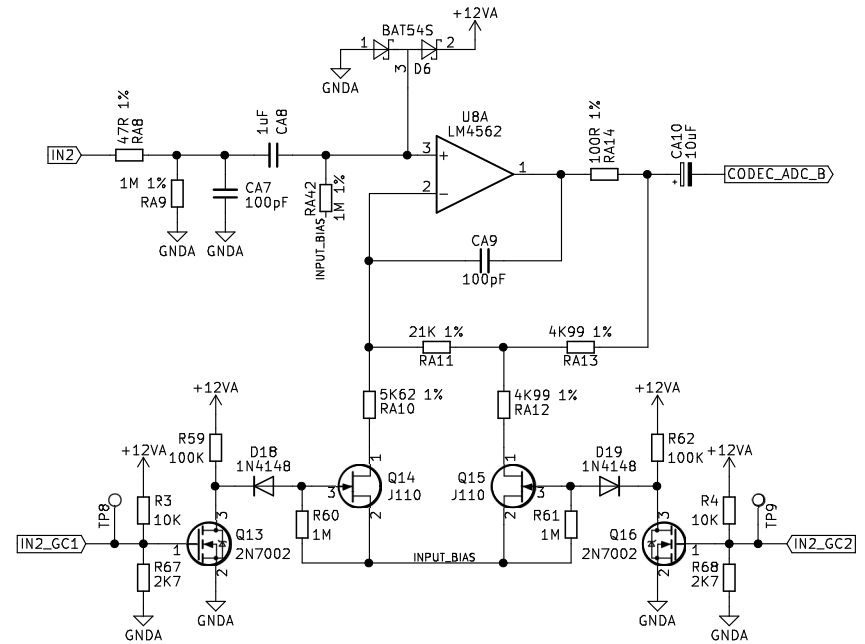 +12VA
BAT54S
1
2
3
D6
GNDA
47R 1%
RA8
1uF
CA8
U8A
LM4562
100R 1%
RA14
CA10
10uF
IN2
3
+
1
CODEC_ADC_B
2
−
+
1M 1%
RA9
CA7
100pF
RA42
1M 1%
INPUT_BIAS
GNDA
GNDA
CA9
100pF
21K 1%
RA11
4K99 1%
RA13
+12VA
5K62 1%
RA10
4K99 1%
RA12
+12VA
R59
100K
R62
100K
+12VA
D18
1N4148
D19
1N4148
+12VA
1
Q14
J110
3
2
1
Q15
J110
3
2
TP8
R3
10K
R60
1M
R61
1M
R4
10K
TP9
IN2_GC1
1
3
2
Q13
2N7002
INPUT_BIAS
Q16
2N7002
3
2
1
IN2_GC2
R67
2K7
R68
2K7
GNDA
GNDA
GNDA
GNDA